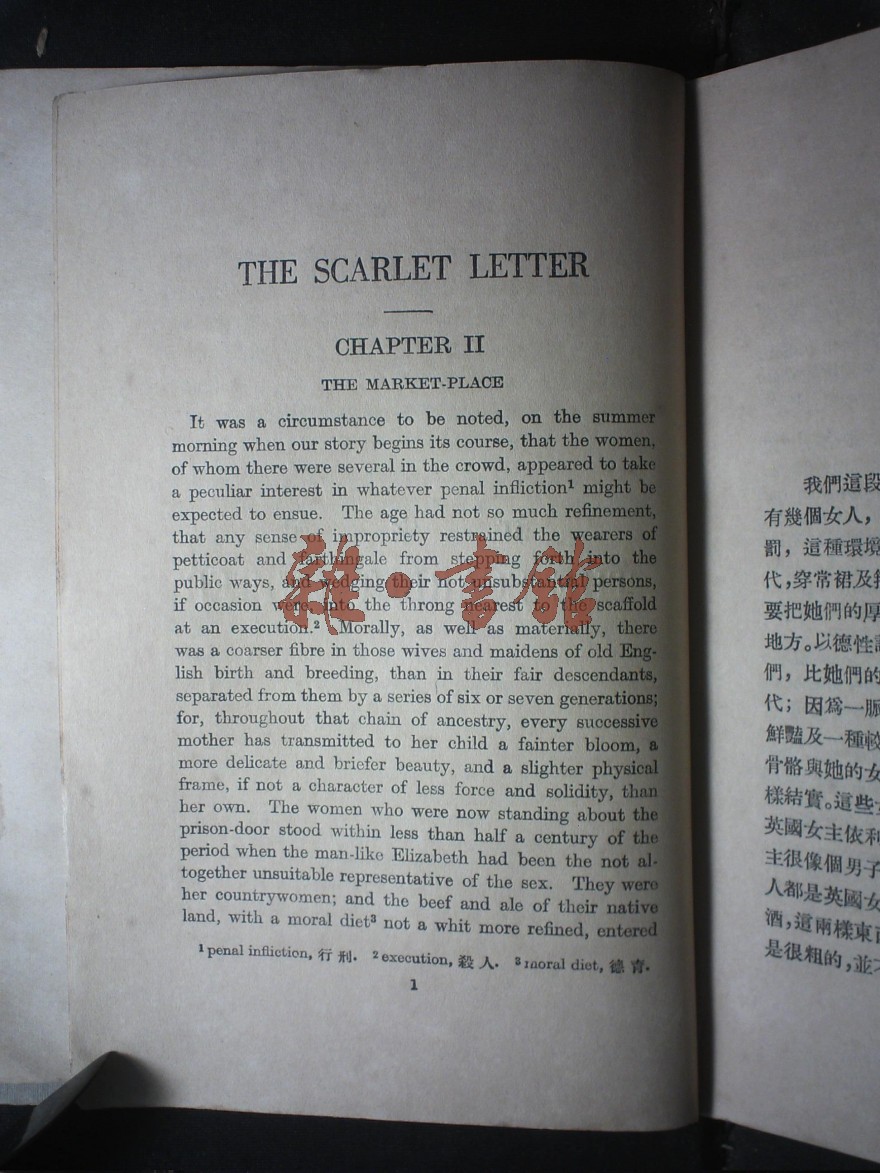 THE SCARLET LETTER
CHAPTER II
THE MARKET-PLACE
It was a circumstance to be noted, on the summer
morning when our story begins its course, that the women,
of whom there were several in the crowd, appeared to take
a peculiar interest in whatever penal infliction¹ might be
expected to ensue. The age had not so much refinement,
that any sense of impropriety restrained the wearers of
petticoat and farthingale from stepping forth into the
public ways, and wedging their not unsubstantial persons,
if occasion were, into the throng nearest to the scaffold
at an execution.² Morally, as well as materially, there
was a coarser fibre in those wives and maidens of old Eng-
lish birth and breeding, than in their fair descendants,
separated from them by a series of six or seven generations;
for, throughout that chain of ancestry, every successive
mother has transmitted to her child a fainter bloom, a
more delicate and briefer beauty, and a slighter physical
frame, if not a character of less force and solidity, than
her own. The women who were now standing about the
prison-door stood within less than half a century of the
period when the man-like Elizabeth had been the not al-
together unsuitable representative of the sex. They were
her countrywomen; and the beef and ale of their native
land, with a moral diet³ not a whit more refined, entered
¹ penal infliction, 行刑. ² execution, 殺人. ³ moral diet, 德育.
1
雜·書館
我們這段
有幾個女人,
罰,這種環境
代,穿常裙及
要把她們的厚
地方。以德性
們,比她們的
代;因爲一脈
鮮豔及一種較
骨骼與她的女
樣結實。這些
英國女主依利
主很像個男子
人都是英國女
酒,這兩樣東西
是很粗的,並